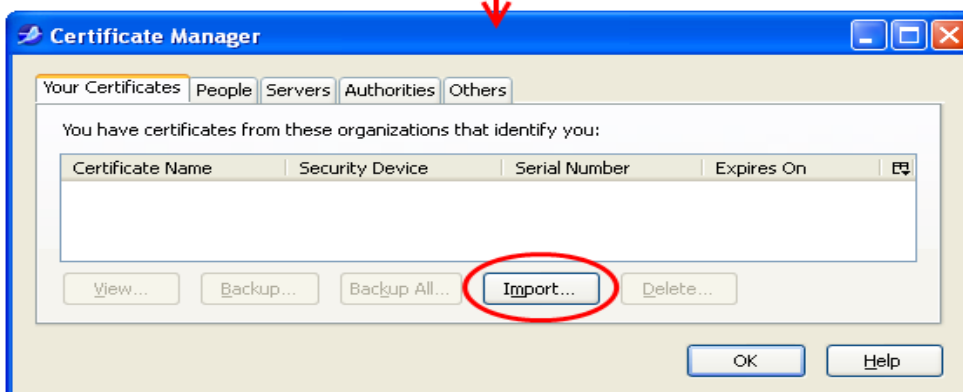 Certificate Manager
Your Certificates People Servers Authorities Others
You have certificates from these organizations that identify you:
Certificate Name Security Device Serial Number Expires On
View... Backup... Backup All... Import... Delete...
OK Help